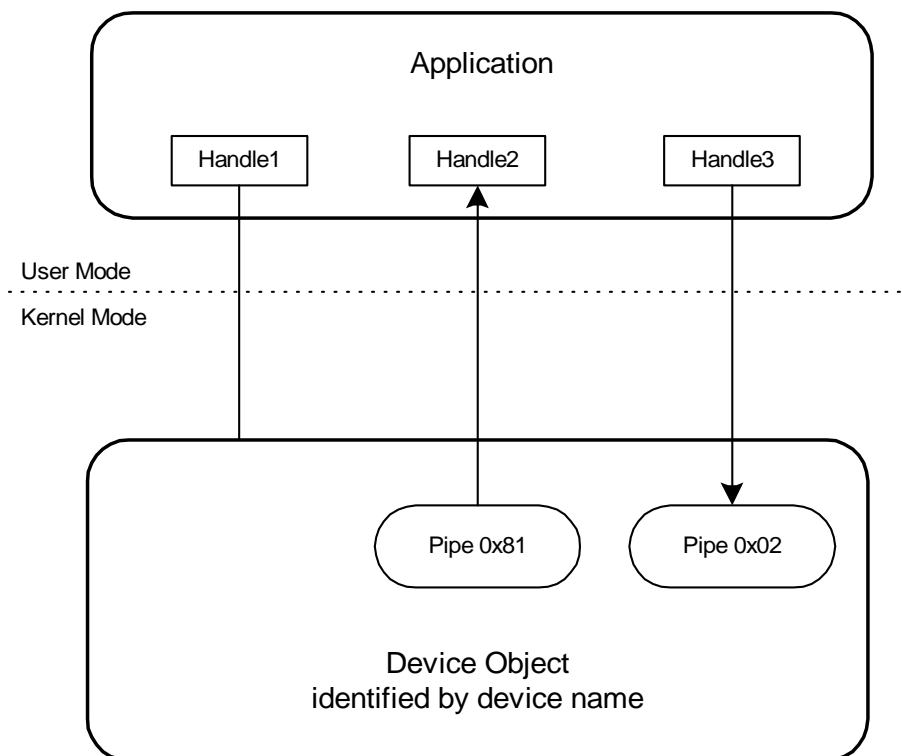 Application
Handle1
Handle2
Handle3
User Mode
Kernel Mode
Pipe 0x81
Pipe 0x02
Device Object
identified by device name